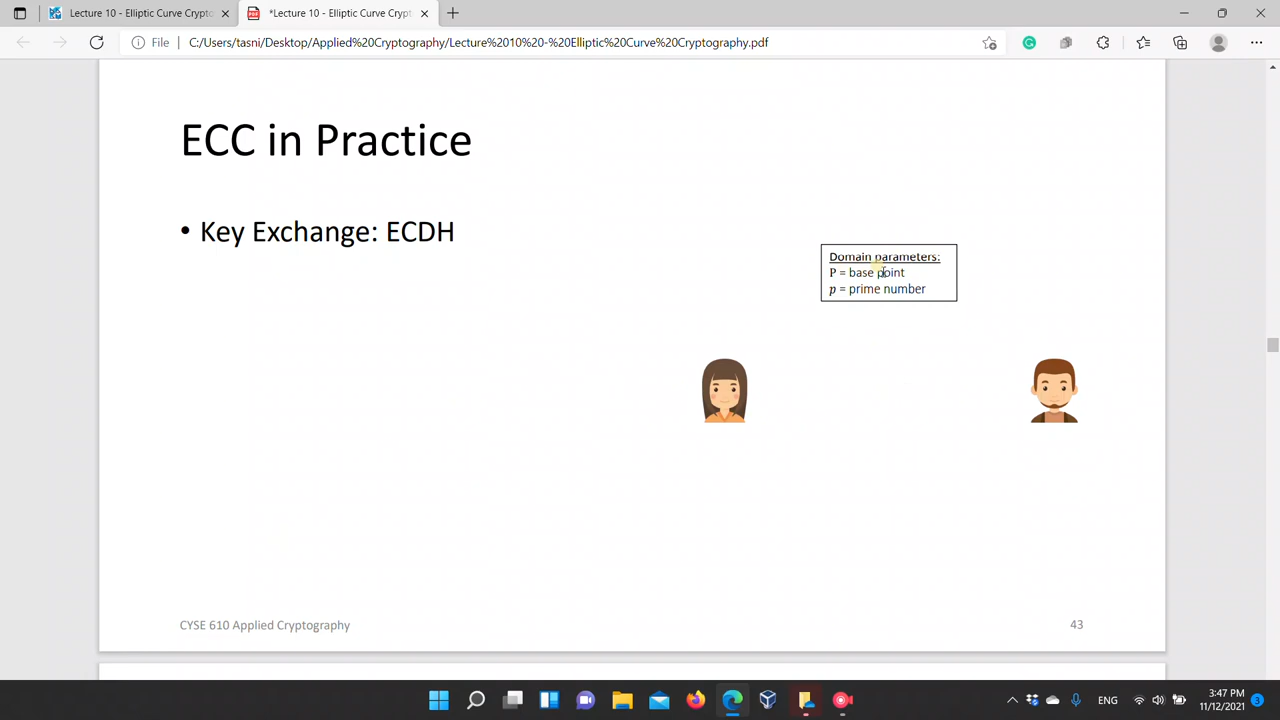 Lecture 10 - Elliptic Curve Crypto
*Lecture 10 - Elliptic Curve Crypt
File
C:/Users/tasni/Desktop/Applied%20Cryptography/Lecture%2010%20-%20Elliptic%20Curve%20Cryptography.pdf
ECC in Practice
• Key Exchange: ECDH
Domain parameters:
P = base point
p = prime number
CYSE 610 Applied Cryptography
43
ENG
3:47 PM
11/12/2021
3